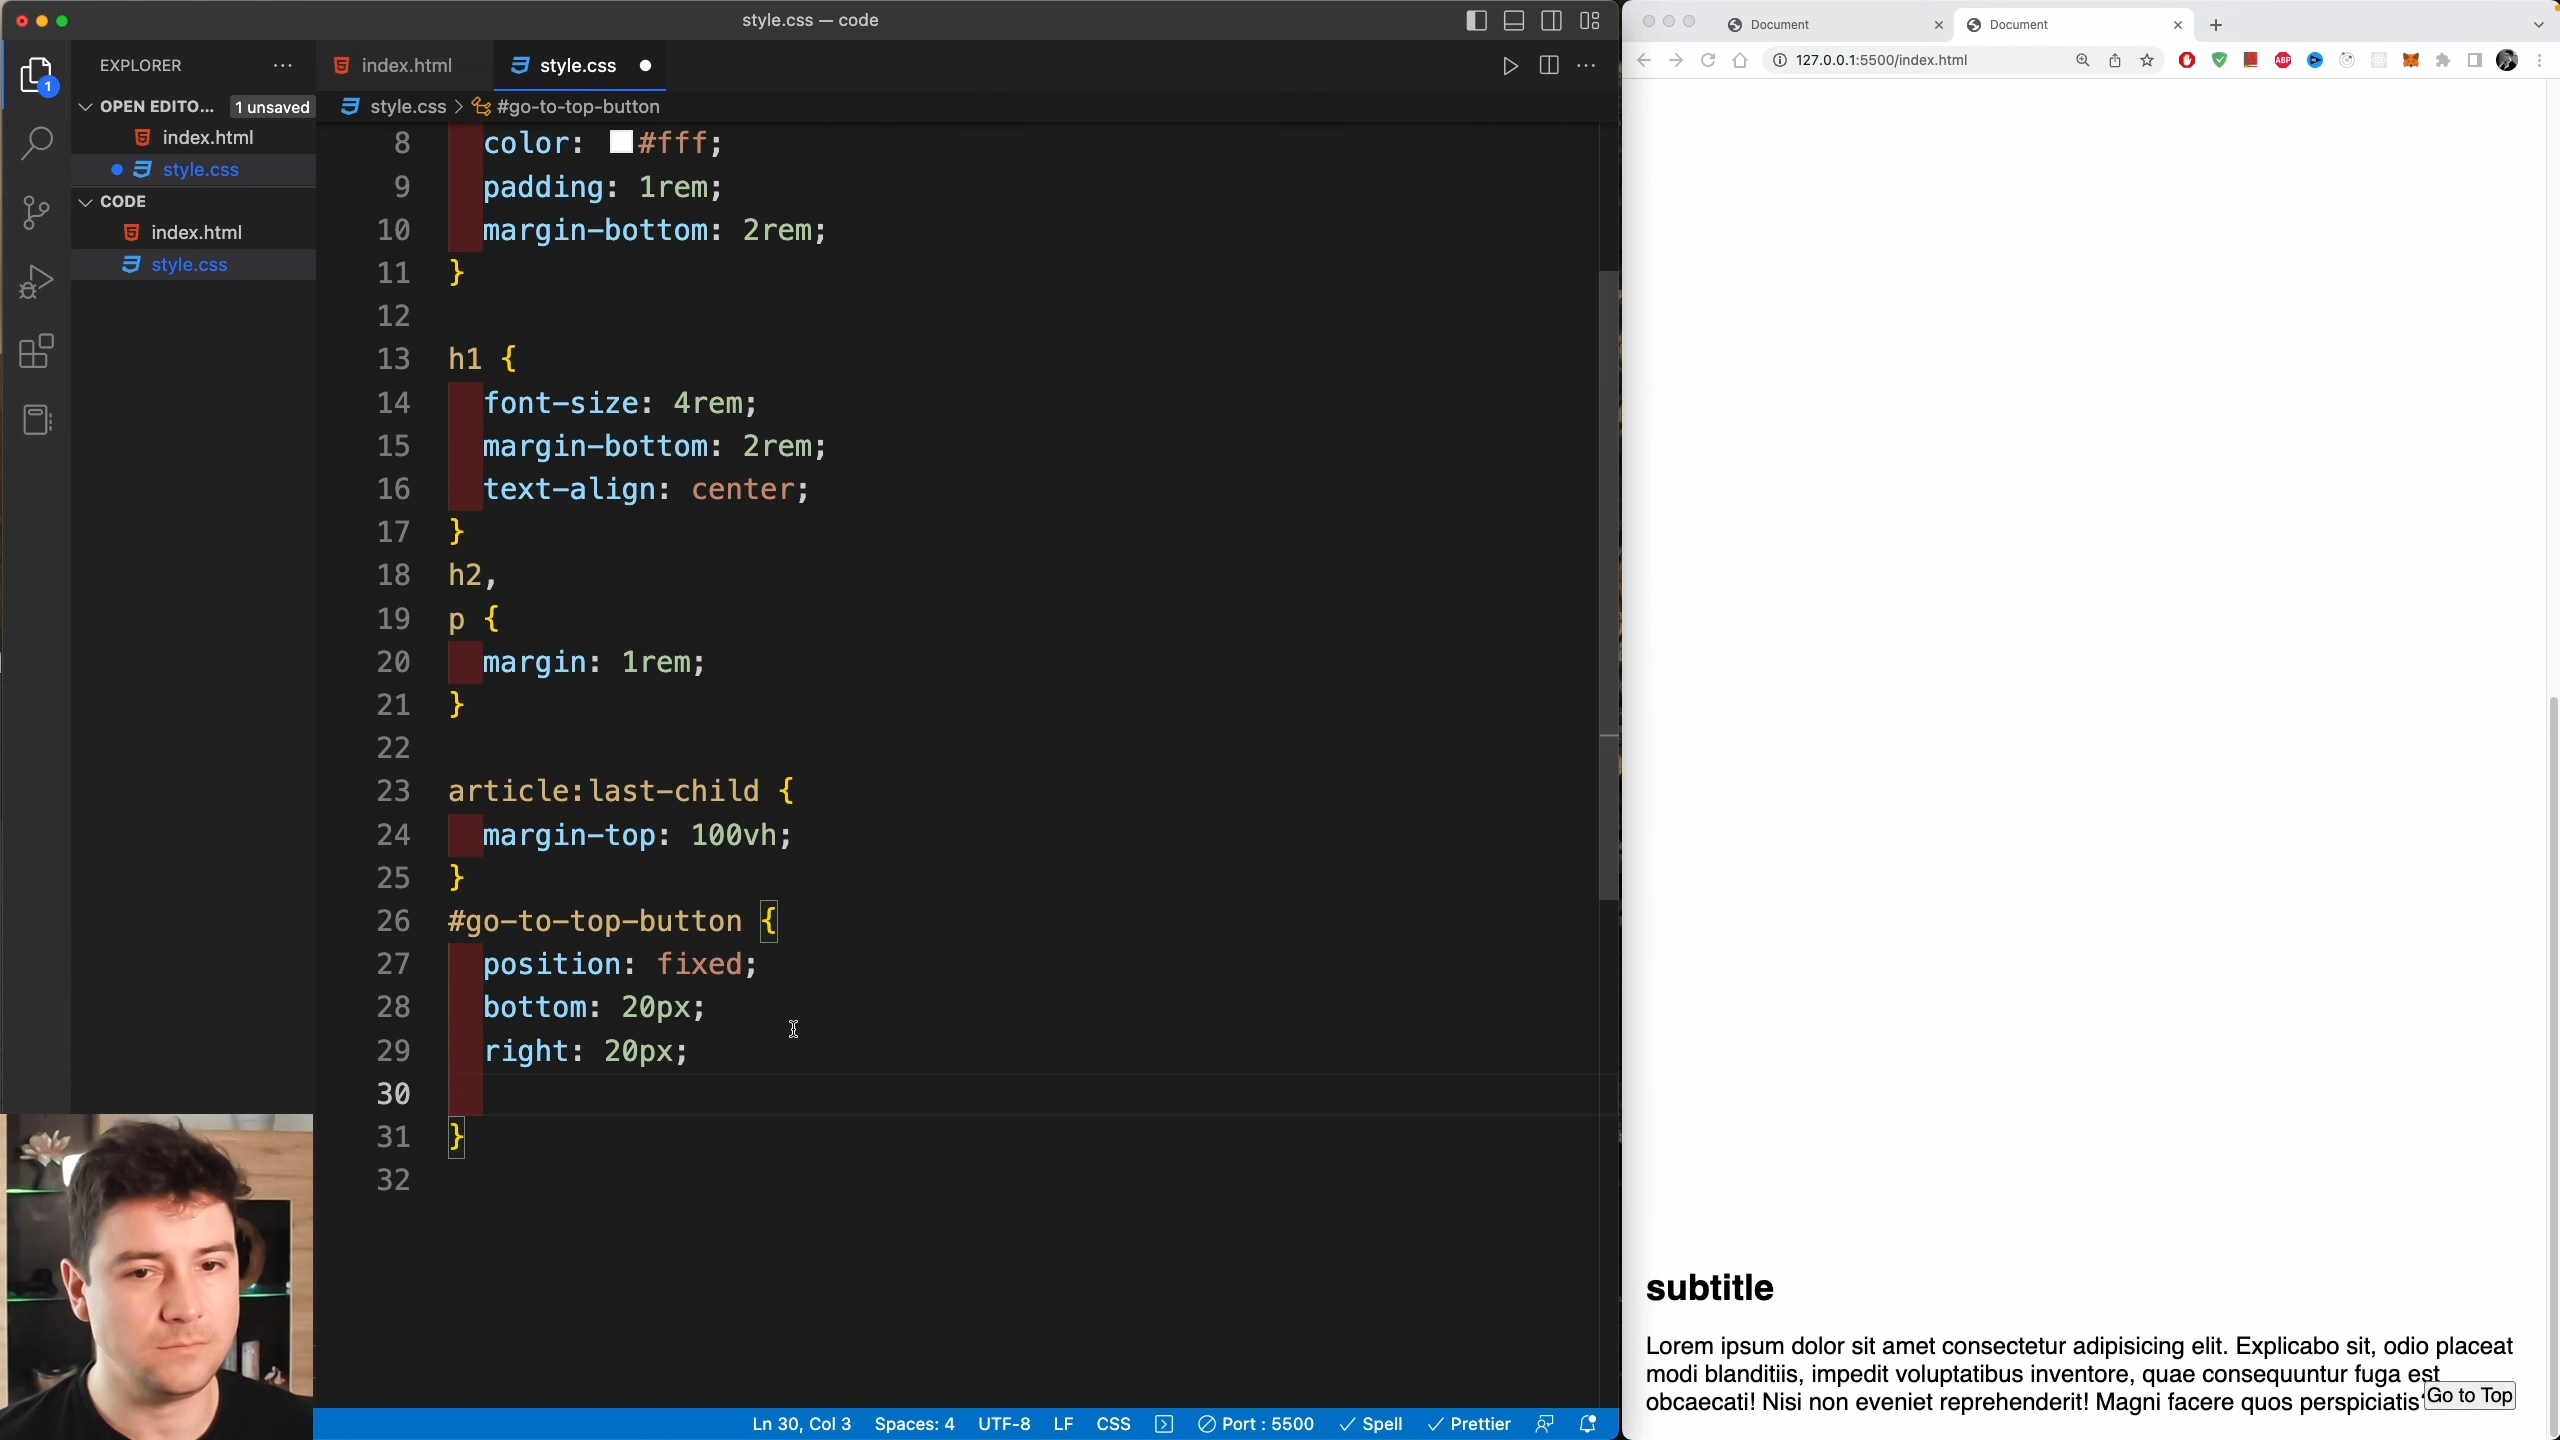 style.css — code
EXPLORER
index.html
style.css
OPEN EDITO...
1 unsaved
index.html
style.css
CODE
index.html
style.css
style.css > #go-to-top-button
1
8 color: #fff;
9 padding: 1rem;
10 margin-bottom: 2rem;
11 }
12
13 h1 {
14 font-size: 4rem;
15 margin-bottom: 2rem;
16 text-align: center;
17 }
18 h2,
19 p {
20 margin: 1rem;
21 }
22
23 article:last-child {
24 margin-top: 100vh;
25 }
26 #go-to-top-button {
27 position: fixed;
28 bottom: 20px;
29 right: 20px;
30
31 }
32
Ln 30, Col 3 Spaces: 4 UTF-8 LF CSS Port : 5500 Spell Prettier
Document
Document
127.0.0.1:5500/index.html
ABP
subtitle
Lorem ipsum dolor sit amet consectetur adipisicing elit. Explicabo sit, odio placeat
modi blanditiis, impedit voluptatibus inventore, quae consequuntur fuga est
obcaecati! Nisi non eveniet reprehenderit! Magni facere quos perspiciatis
Go to Top